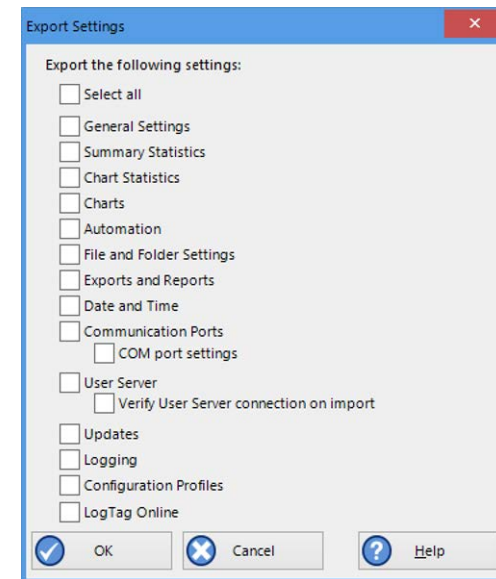 Export Settings
Export the following settings:
Select all
General Settings
Summary Statistics
Chart Statistics
Charts
Automation
File and Folder Settings
Exports and Reports
Date and Time
Communication Ports
COM port settings
User Server
Verify User Server connection on import
Updates
Logging
Configuration Profiles
LogTag Online
OK Cancel Help